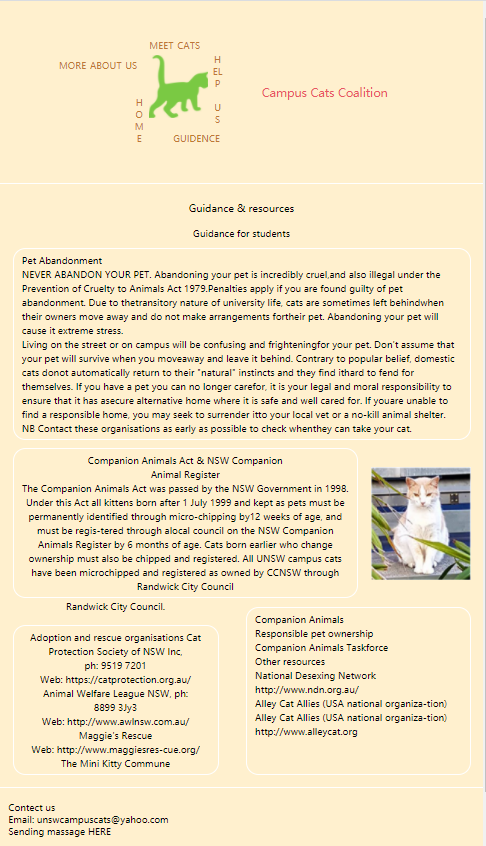 MEET CATS
MORE ABOUT US
HELP US
HOME
GUIDENCE
Campus Cats Coalition
Guidance & resources
Guidance for students
Pet Abandonment
NEVER ABANDON YOUR PET. Abandoning your pet is incredibly cruel,and also illegal under the
Prevention of Cruelty to Animals Act 1979.Penalties apply if you are found guilty of pet
abandonment. Due to thetransitory nature of university life, cats are sometimes left behindwhen
their owners move away and do not make arrangements fortheir pet. Abandoning your pet will
cause it extreme stress.
Living on the street or on campus will be confusing and frighteningfor your pet. Don't assume that
your pet will survive when you moveaway and leave it behind. Contrary to popular belief, domestic
cats donot automatically return to their "natural" instincts and they find ithard to fend for
themselves. If you have a pet you can no longer carefor, it is your legal and moral responsibility to
ensure that it has asecure alternative home where it is safe and well cared for. If youare unable to
find a responsible home, you may seek to surrender itto your local vet or a no-kill animal shelter.
NB Contact these organisations as early as possible to check whenthey can take your cat.
Companion Animals Act & NSW Companion
Animal Register
The Companion Animals Act was passed by the NSW Government in 1998.
Under this Act all kittens born after 1 July 1999 and kept as pets must be
permanently identified through micro-chipping by12 weeks of age, and
must be regis-tered through alocal council on the NSW Companion
Animals Register by 6 months of age. Cats born earlier who change
ownership must also be chipped and registered. All UNSW campus cats
have been microchipped and registered as owned by CCNSW through
Randwick City Council
Randwick City Council.
Adoption and rescue organisations Cat
Protection Society of NSW Inc,
ph: 9519 7201
Web: https://catprotection.org.au/
Animal Welfare League NSW, ph:
8899 3Jy3
Web: http://www.awlnsw.com.au/
Maggie's Rescue
Web: http://www.maggiesres-cue.org/
The Mini Kitty Commune
Companion Animals
Responsible pet ownership
Companion Animals Taskforce
Other resources
National Desexing Network
http://www.ndn.org.au/
Alley Cat Allies (USA national organiza-tion)
Alley Cat Allies (USA national organiza-tion)
http://www.alleycat.org
Contact us
Email: unswcampuscats@yahoo.com
Sending massage HERE